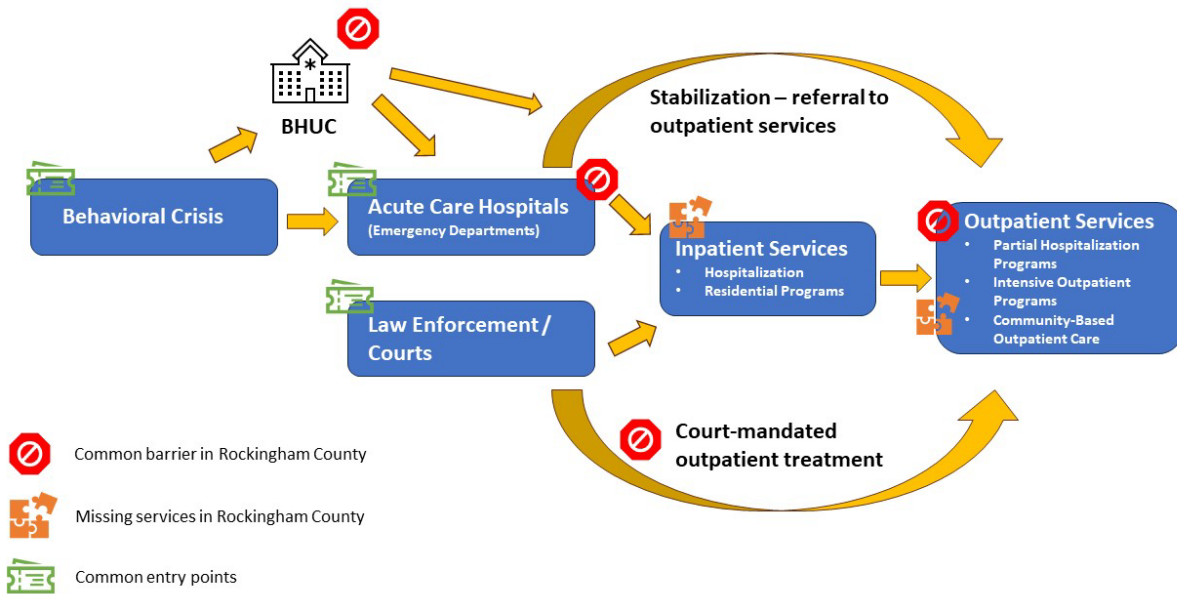 BHUC
Stabilization – referral to
outpatient services
Behavioral Crisis
Acute Care Hospitals
(Emergency Departments)
Law Enforcement /
Courts
Inpatient Services
• Hospitalization
• Residential Programs
Outpatient Services
• Partial Hospitalization
Programs
• Intensive Outpatient
Programs
• Community-Based
Outpatient Care
Court-mandated
outpatient treatment
Common barrier in Rockingham County
Missing services in Rockingham County
Common entry points